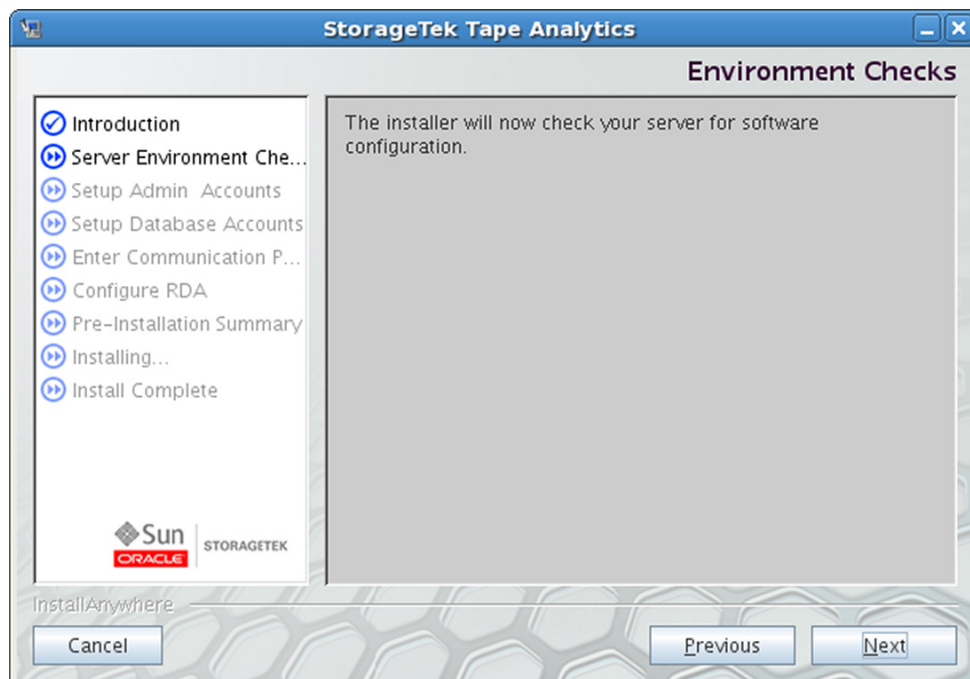 StorageTek Tape Analytics
Environment Checks
Introduction
Server Environment Che...
Setup Admin Accounts
Setup Database Accounts
Enter Communication P...
Configure RDA
Pre-Installation Summary
Installing...
Install Complete
The installer will now check your server for software
configuration.
Sun
ORACLE
STORAGETEK
InstallAnywhere
Cancel
Previous
Next